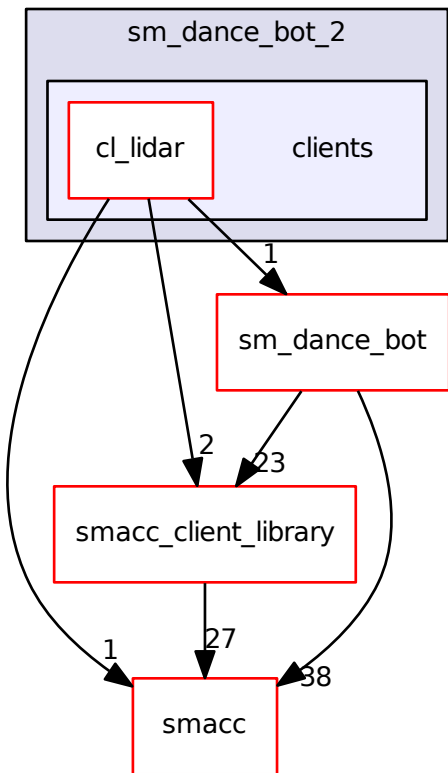 sm_dance_bot_2
cl_lidar
clients
1
sm_dance_bot
2
23
smacc_client_library
27
1
38
smacc